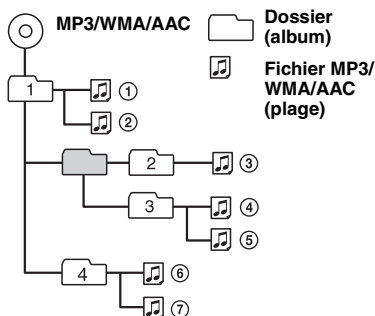 MP3/WMA/AAC
Dossier
(album)
Fichier MP3/
WMA/AAC
(plage)
1
①
②
2
③
3
④
⑤
4
⑥
⑦